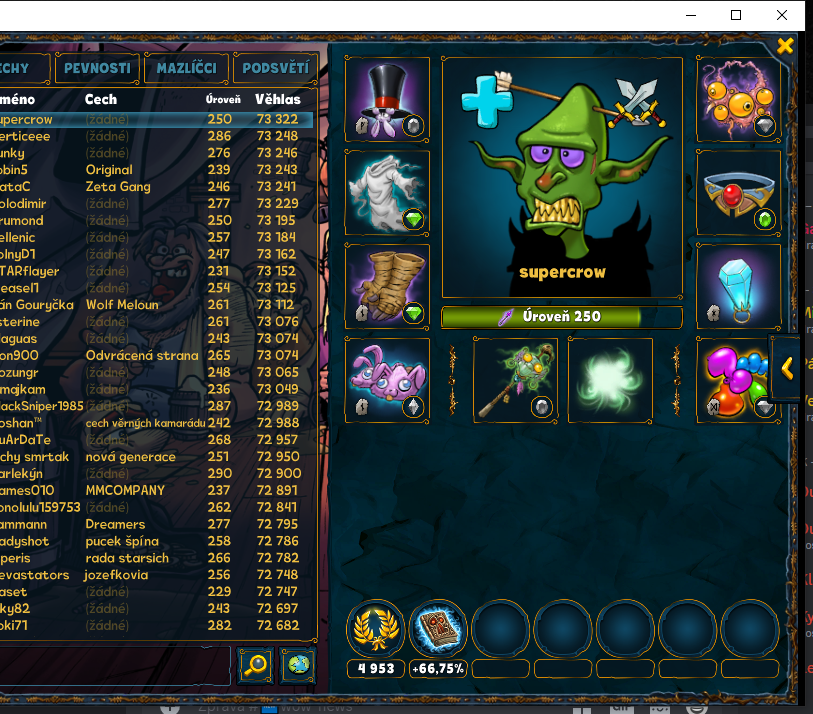 ECHY PEVNOSTI MAZLÍČCI PODSVĚTÍ
méno Cech Úroveň Věhlas
upercrow (žádné) 250 73 322
erticeee (žádné) 286 73 248
unky (žádné) 276 73 246
obin5 Original 239 73 243
ataC Zeta Gang 246 73 241
olodimir (žádné) 277 73 229
rumond (žádné) 250 73 195
ellenic (žádné) 257 73 184
olnyD1 (žádné) 247 73 162
TARflayer (žádné) 231 73 152
easel1 (žádné) 254 73 125
án Gouryčka Wolf Meloun 261 73 112
sterine (žádné) 261 73 076
laguas (žádné) 243 73 074
on900 Odvrácená strana 265 73 074
ozungr (žádné) 248 73 065
majkam (žádné) 236 73 049
lackSniper1985 (žádné) 287 72 989
oshan™ cech věrných kamarádu 242 72 988
uArDaTe (žádné) 268 72 957
chy smrtak nová generace 251 72 950
arlekýn (žádné) 290 72 900
ames010 MMCOMPANY 237 72 891
onolulu159753 (žádné) 262 72 841
ammann Dreamers 277 72 795
adyshot pucek špína 258 72 786
peris rada starsich 266 72 782
evastators jozefkovia 256 72 748
aset (žádné) 229 72 747
ky82 (žádné) 243 72 697
oki71 (žádné) 282 72 682
supercrow
Úroveň 250
4 953 +66,75%
Zpráva # wow-news